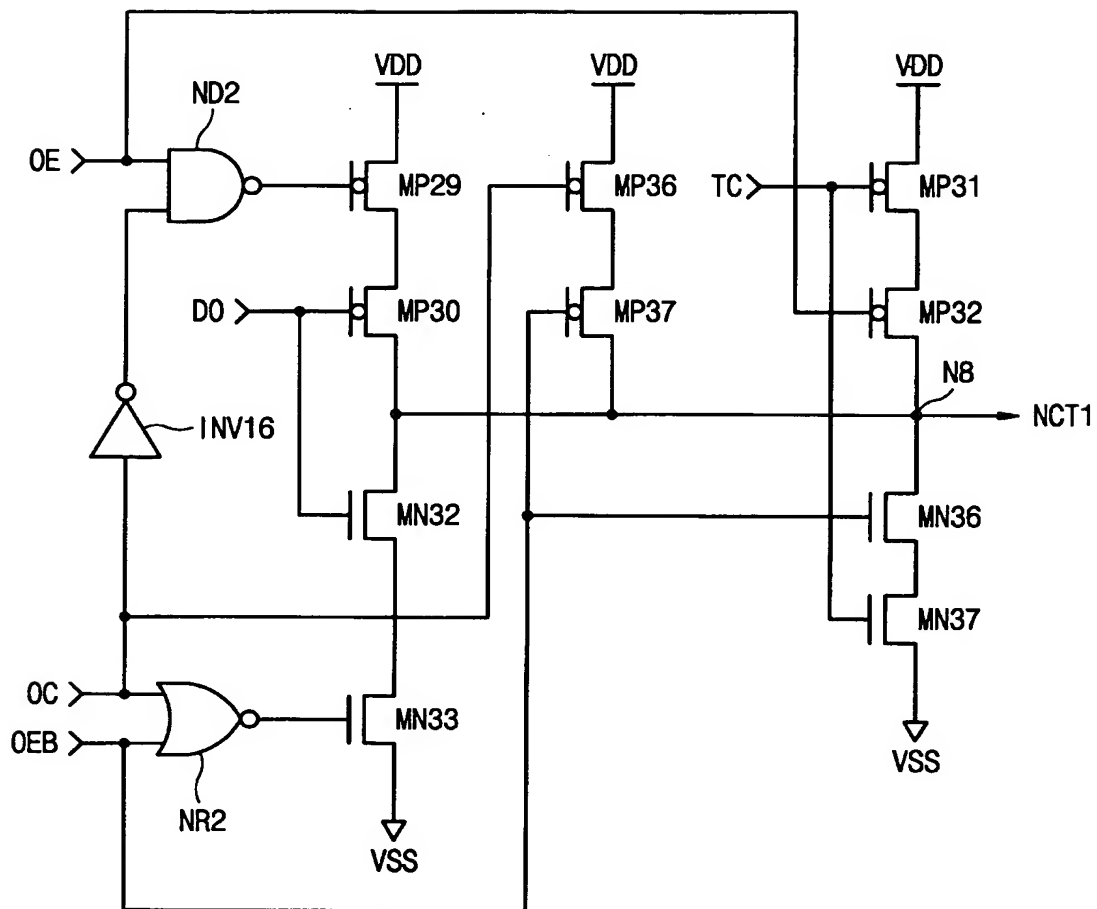 VDD
VDD
VDD
ND2
OE
MP29
MP36
TC
MP31
DO
MP30
MP37
MP32
N8
INV16
NCT1
MN32
MN36
MN37
OC
OEB
MN33
NR2
VSS
VSS